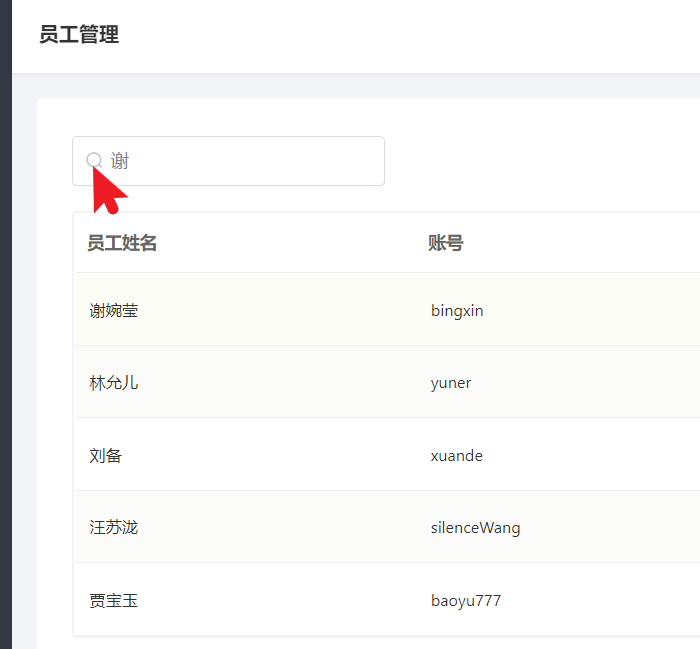 员工管理
谢
员工姓名 账号
谢婉莹 bingxin
林允儿 yuner
刘备 xuande
汪苏泷 silenceWang
贾宝玉 baoyu777